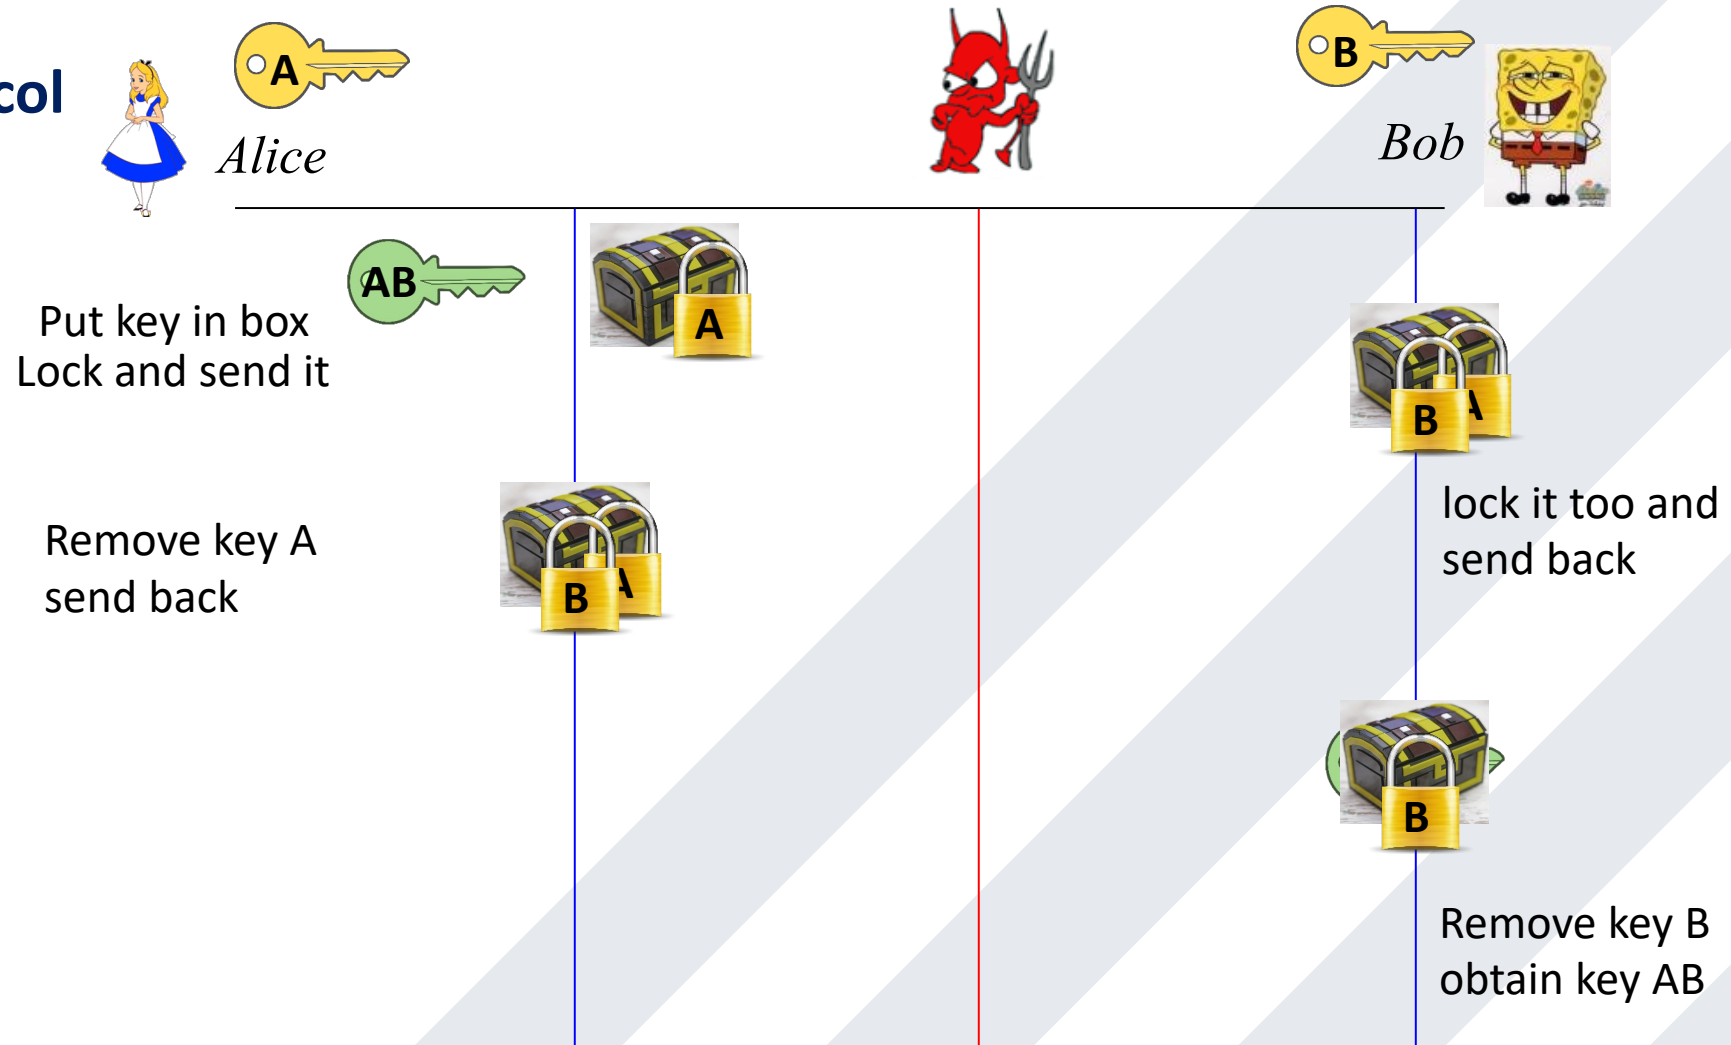 col
A
B
Alice
Bob
AB
A
Put key in box
Lock and send it
B A
lock it too and
send back
Remove key A
send back
B A
B
Remove key B
obtain key AB